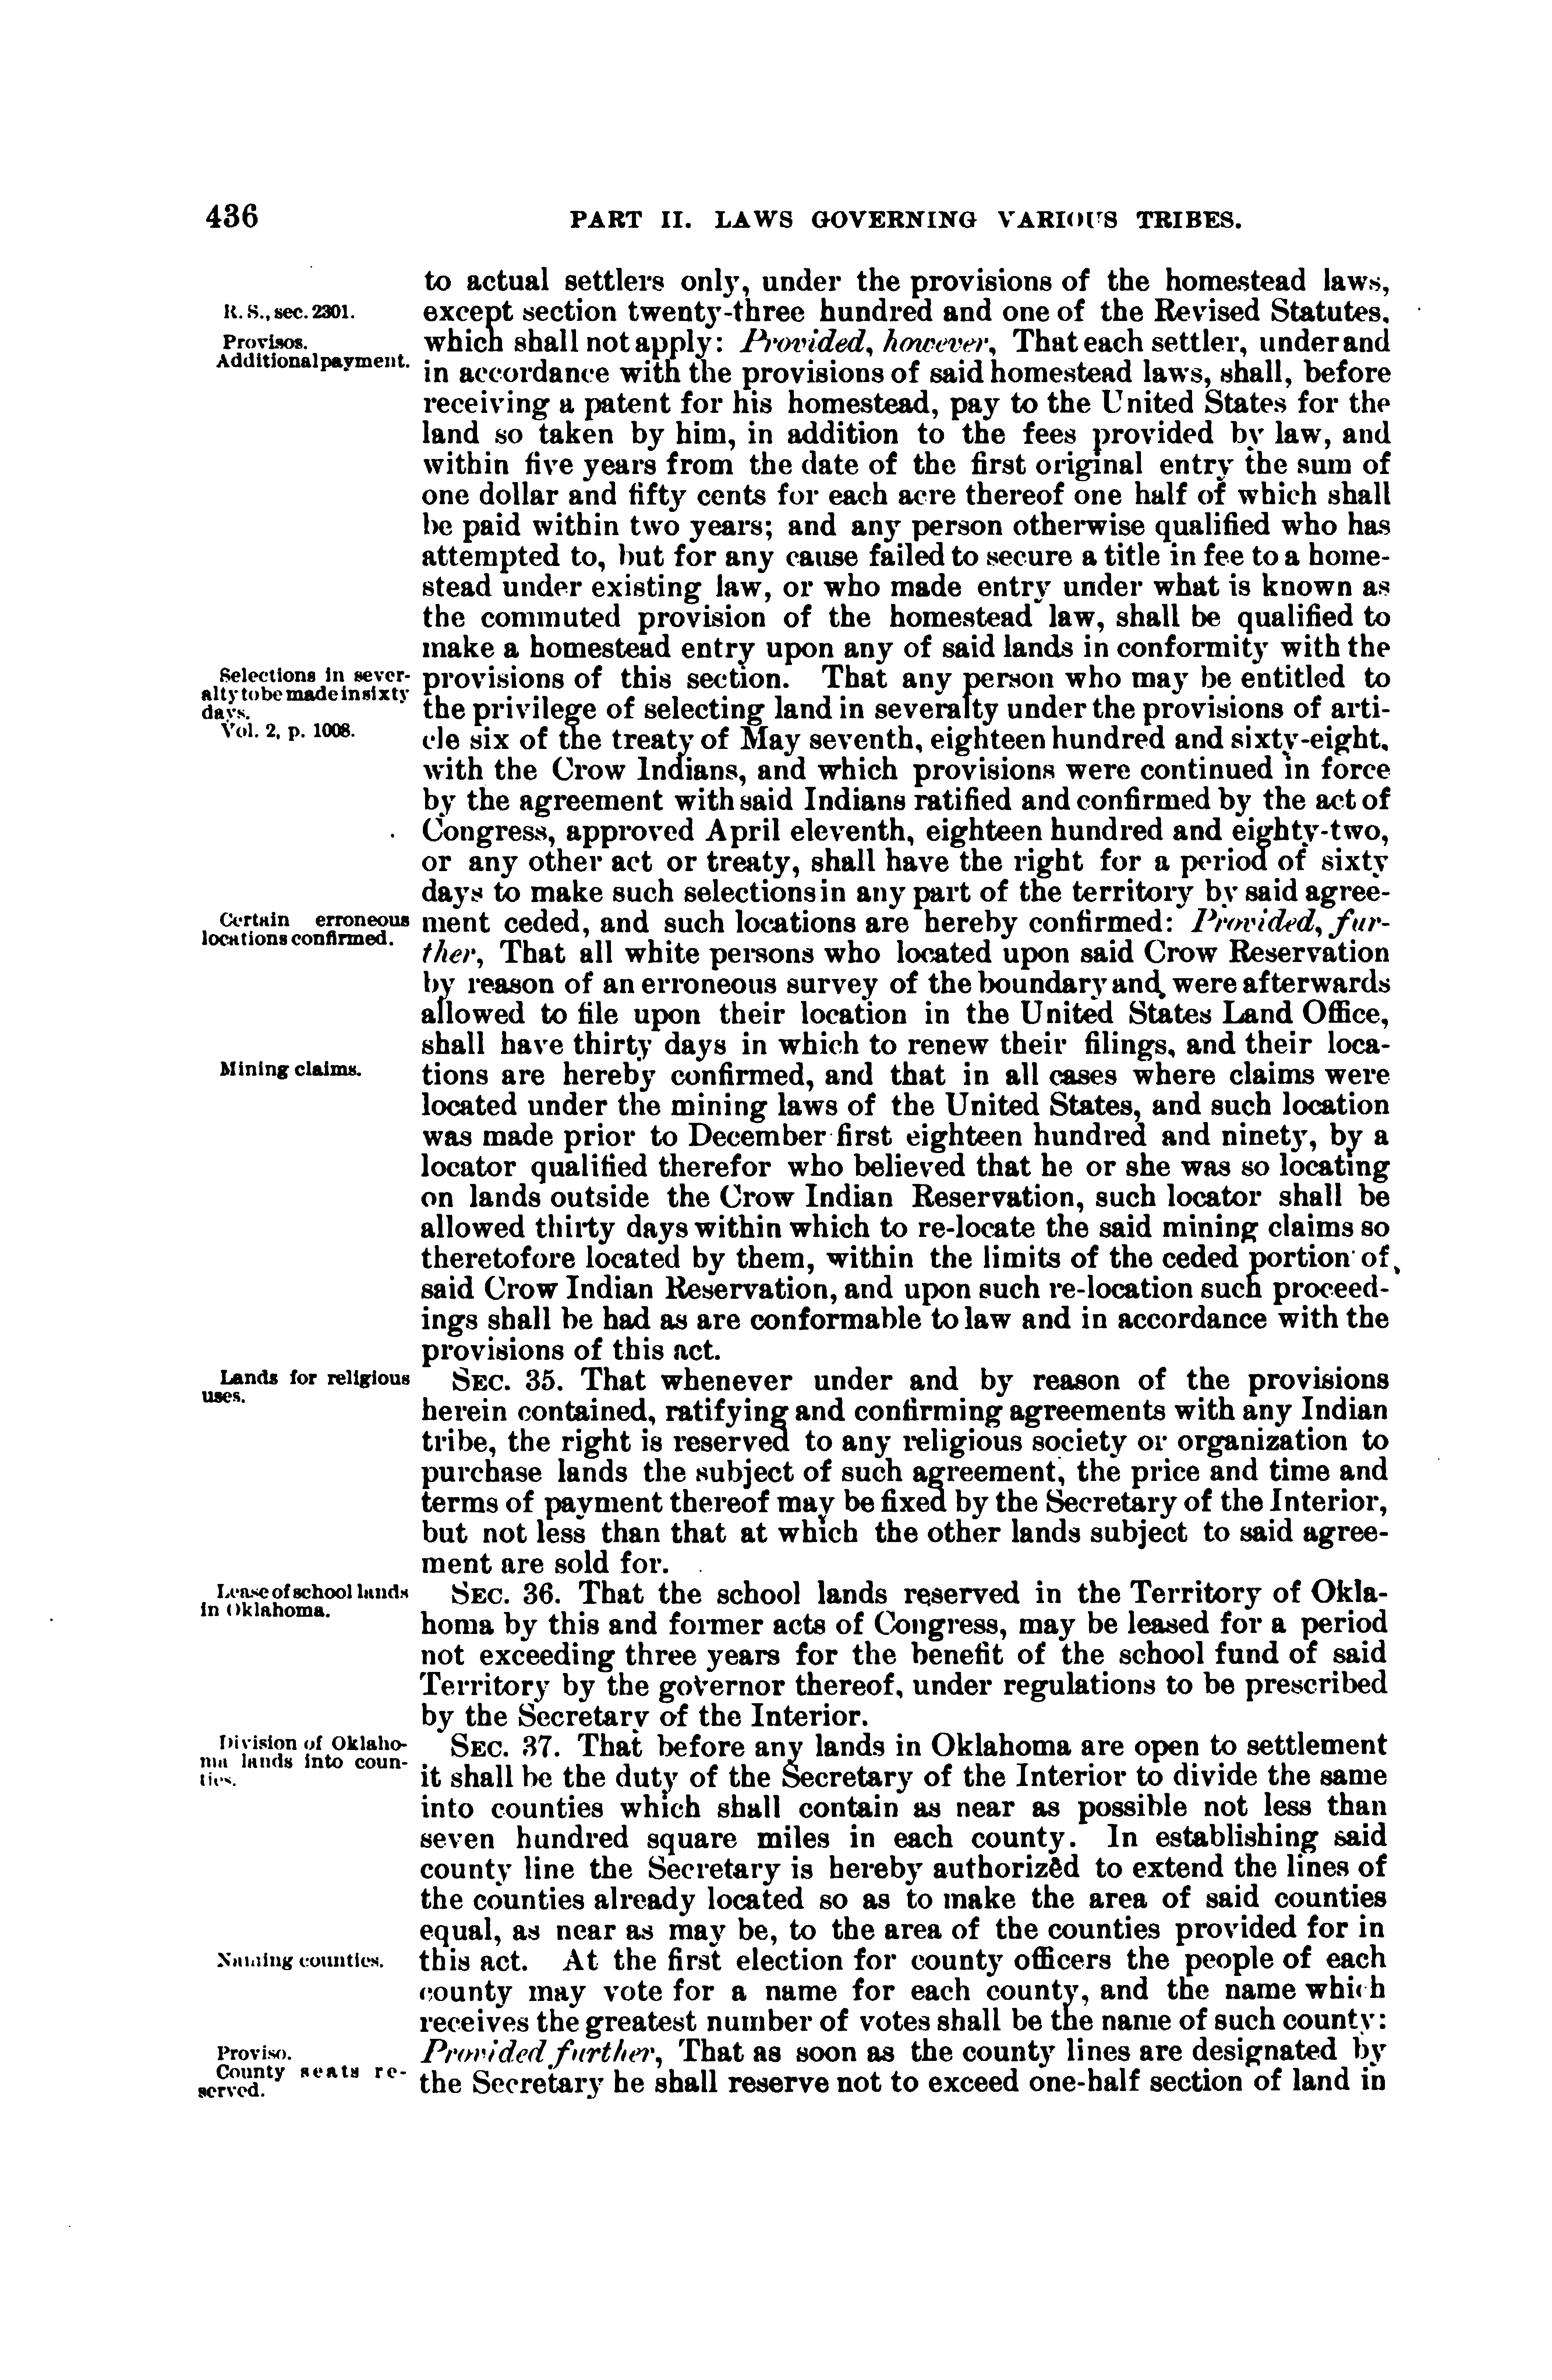 436
PART II. LAWS GOVERNING VARIOUS TRIBES.
to actual settlers only, under the provisions of the homestead laws,
R. S., sec. 2301.
except section twenty-three hundred and one of the Revised Statutes,
Provisos.
which shall not apply: Provided, however, That each settler, under and
Additional payment.
in accordance with the provisions of said homestead laws, shall, before
receiving a patent for his homestead, pay to the United States for the
land so taken by him, in addition to the fees provided by law, and
within five years from the date of the first original entry the sum of
one dollar and fifty cents for each acre thereof one half of which shall
be paid within two years; and any person otherwise qualified who has
attempted to, but for any cause failed to secure a title in fee to a home-
stead under existing law, or who made entry under what is known as
the commuted provision of the homestead law, shall be qualified to
make a homestead entry upon any of said lands in conformity with the
Selections in sever-
alty to be made in sixty
days.
Vol. 2, p. 1008.
provisions of this section. That any person who may be entitled to
the privilege of selecting land in severalty under the provisions of arti-
cle six of the treaty of May seventh, eighteen hundred and sixty-eight,
with the Crow Indians, and which provisions were continued in force
by the agreement with said Indians ratified and confirmed by the act of
Congress, approved April eleventh, eighteen hundred and eighty-two,
or any other act or treaty, shall have the right for a period of sixty
days to make such selections in any part of the territory by said agree-
Certain erroneous
locations confirmed.
ment ceded, and such locations are hereby confirmed: Provided, fur-
ther, That all white persons who located upon said Crow Reservation
by reason of an erroneous survey of the boundary and were afterwards
allowed to file upon their location in the United States Land Office,
shall have thirty days in which to renew their filings, and their loca-
Mining claims.
tions are hereby confirmed, and that in all cases where claims were
located under the mining laws of the United States, and such location
was made prior to December first eighteen hundred and ninety, by a
locator qualified therefor who believed that he or she was so locating
on lands outside the Crow Indian Reservation, such locator shall be
allowed thirty days within which to re-locate the said mining claims so
theretofore located by them, within the limits of the ceded portion of
said Crow Indian Reservation, and upon such re-location such proceed-
ings shall be had as are conformable to law and in accordance with the
provisions of this act.
Lands for religious
uses.
SEC. 35. That whenever under and by reason of the provisions
herein contained, ratifying and confirming agreements with any Indian
tribe, the right is reserved to any religious society or organization to
purchase lands the subject of such agreement, the price and time and
terms of payment thereof may be fixed by the Secretary of the Interior,
but not less than that at which the other lands subject to said agree-
ment are sold for.
Lease of school lands
in Oklahoma.
SEC. 36. That the school lands reserved in the Territory of Okla-
homa by this and former acts of Congress, may be leased for a period
not exceeding three years for the benefit of the school fund of said
Territory by the governor thereof, under regulations to be prescribed
by the Secretary of the Interior.
Division of Oklaho-
ma lands into coun-
ties.
SEC. 37. That before any lands in Oklahoma are open to settlement
it shall be the duty of the Secretary of the Interior to divide the same
into counties which shall contain as near as possible not less than
seven hundred square miles in each county. In establishing said
county line the Secretary is hereby authorized to extend the lines of
the counties already located so as to make the area of said counties
equal, as near as may be, to the area of the counties provided for in
Naming counties.
this act. At the first election for county officers the people of each
county may vote for a name for each county, and the name which
receives the greatest number of votes shall be the name of such county:
Proviso.
County seats re-
served.
Provided further, That as soon as the county lines are designated by
the Secretary he shall reserve not to exceed one-half section of land in